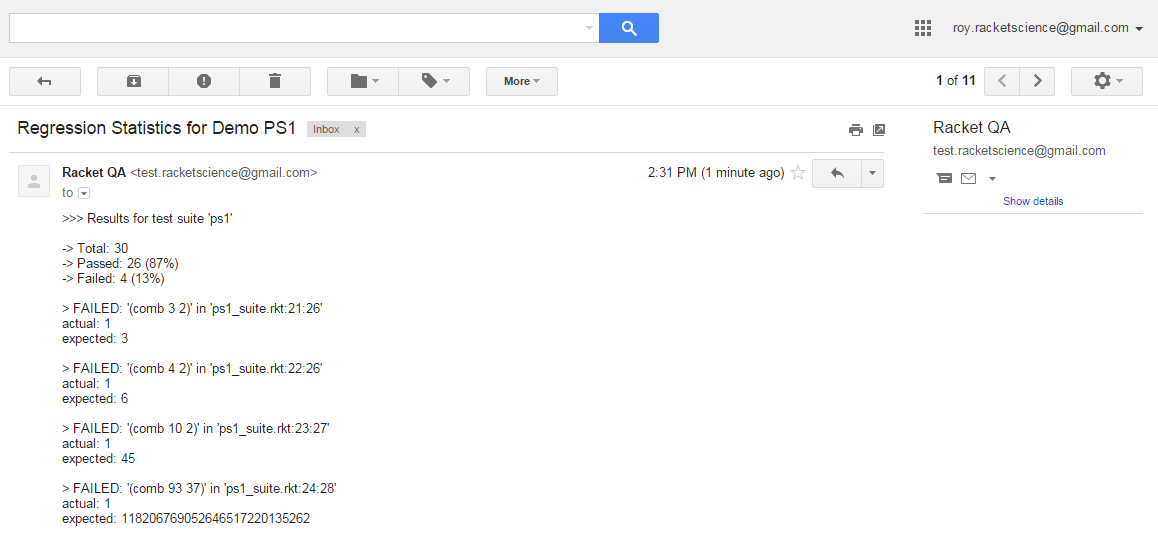 roy.racketscience@gmail.com
More
1 of 11
Regression Statistics for Demo PS1 Inbox x
Racket QA
test.racketscience@gmail.com
Show details
Racket QA <test.racketscience@gmail.com> 2:31 PM (1 minute ago)
to
>>> Results for test suite 'ps1'
-> Total: 30
-> Passed: 26 (87%)
-> Failed: 4 (13%)
> FAILED: '(comb 3 2)' in 'ps1_suite.rkt:21:26'
actual: 1
expected: 3
> FAILED: '(comb 4 2)' in 'ps1_suite.rkt:22:26'
actual: 1
expected: 6
> FAILED: '(comb 10 2)' in 'ps1_suite.rkt:23:27'
actual: 1
expected: 45
> FAILED: '(comb 93 37)' in 'ps1_suite.rkt:24:28'
actual: 1
expected: 118206769052646517220135262